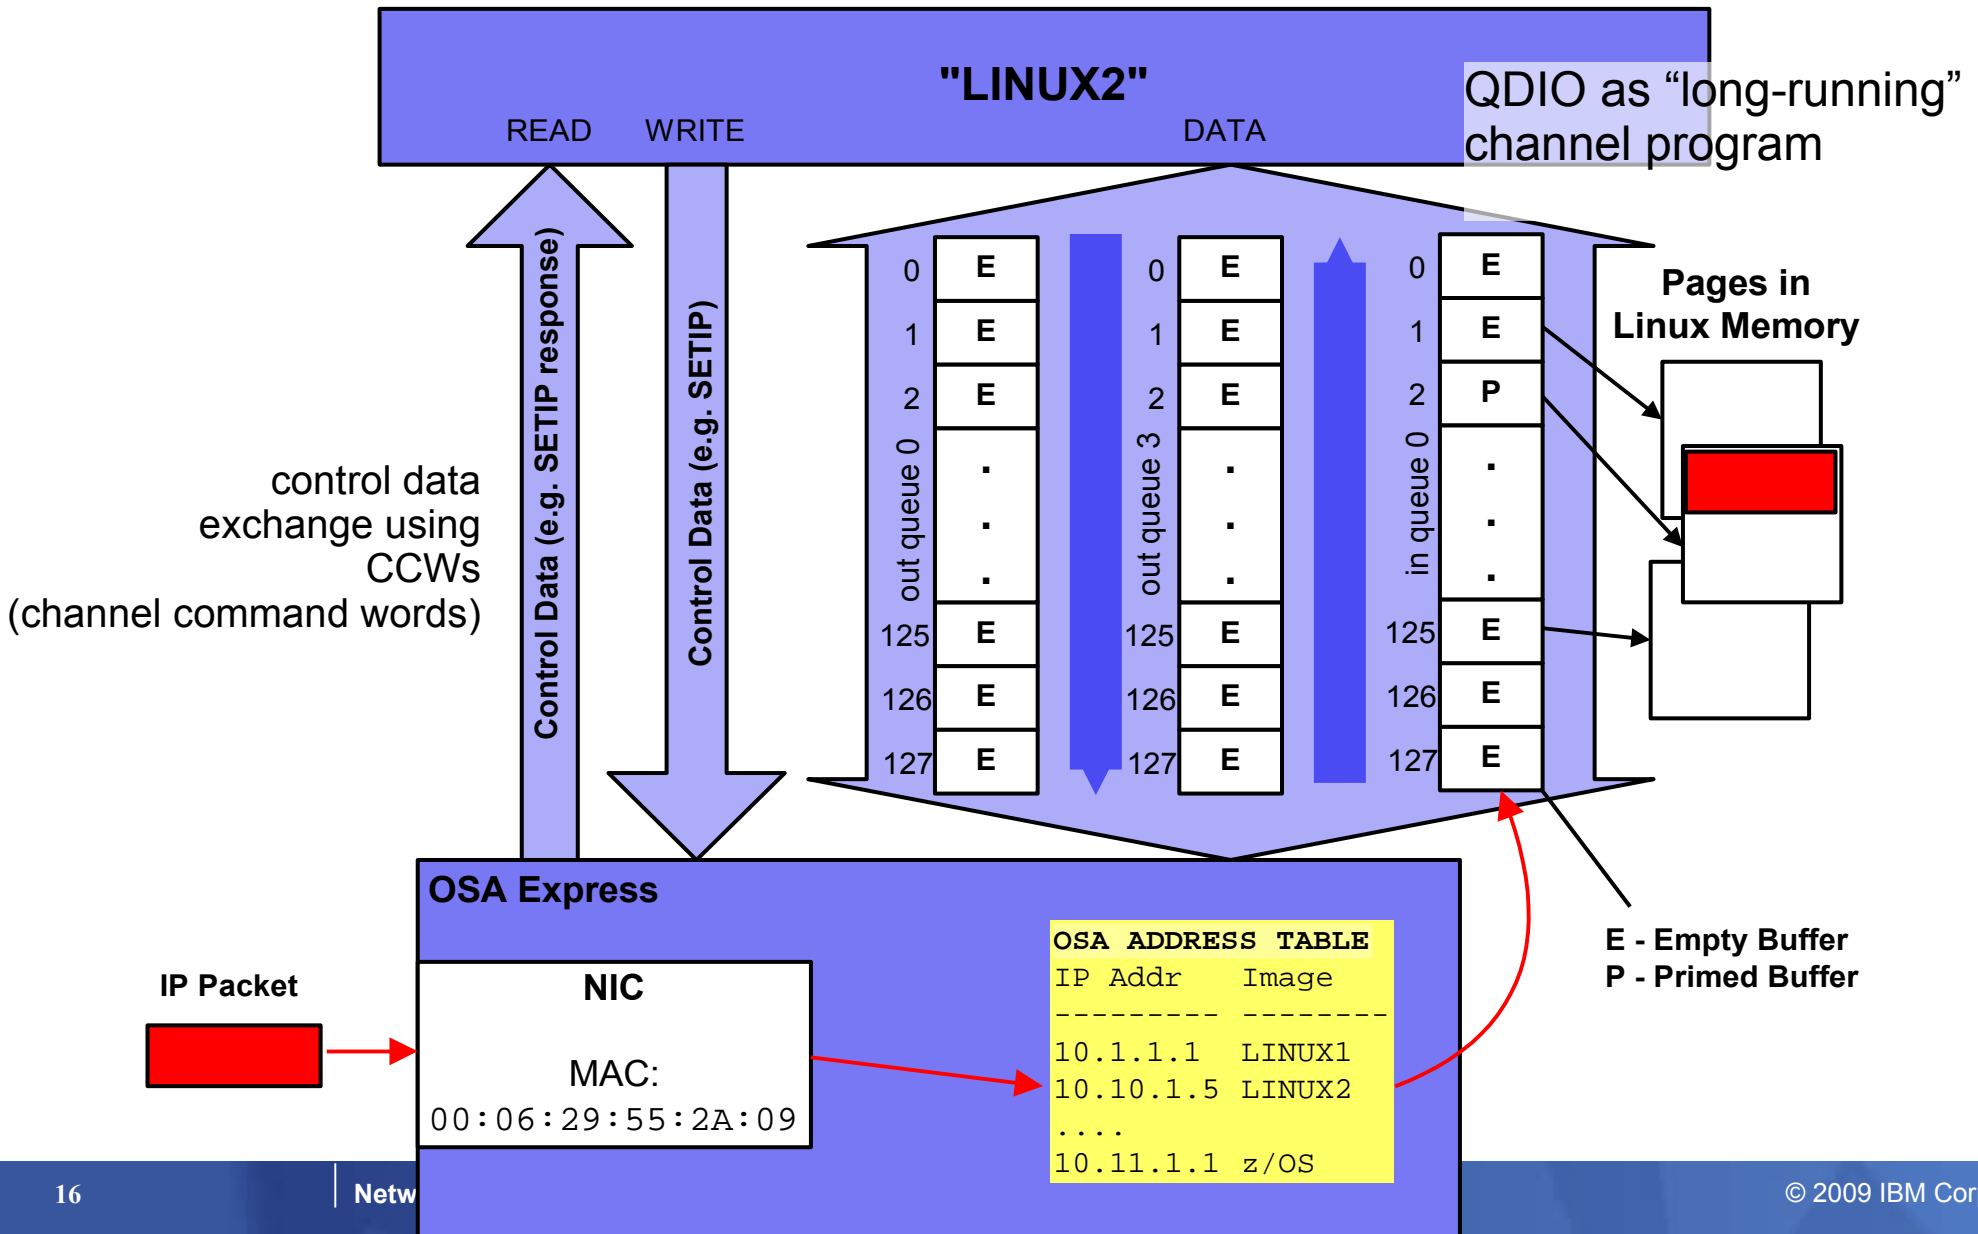 "LINUX2"
QDIO as “long-running”
channel program
READ
WRITE
DATA
Control Data (e.g. SETIP response)
Control Data (e.g. SETIP)
control data
exchange using
CCWs
(channel command words)
0
E
1
E
2
E
out queue 0
.
.
.
125
E
126
E
127
E
0
E
1
E
2
E
out queue 3
.
.
.
125
E
126
E
127
E
0
E
1
E
2
P
in queue 0
.
.
.
125
E
126
E
127
E
Pages in
Linux Memory
E - Empty Buffer
P - Primed Buffer
OSA Express
IP Packet
NIC
MAC:
00:06:29:55:2A:09
OSA ADDRESS TABLE
IP Addr Image
--------- --------
10.1.1.1 LINUX1
10.10.1.5 LINUX2
....
10.11.1.1 z/OS
16
Netw
© 2009 IBM Cor